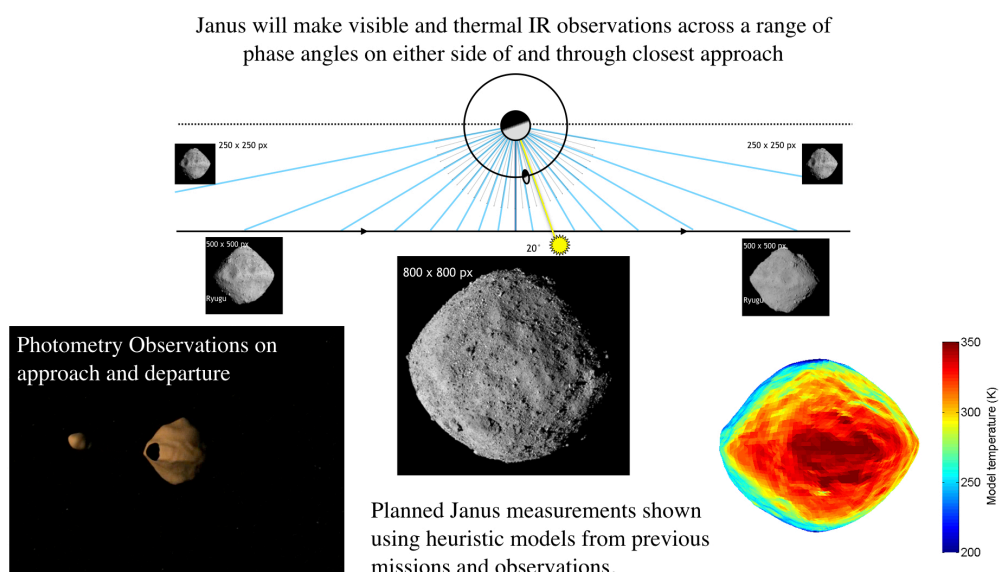 Janus will make visible and thermal IR observations across a range of
phase angles on either side of and through closest approach
250 x 250 px
250 x 250 px
20°
500 x 500 px
Ryugu
800 x 800 px
500 x 500 px
Ryugu
Photometry Observations on
approach and departure
350
300
250
200
Model temperature (K)
Planned Janus measurements shown
using heuristic models from previous
missions and observations.